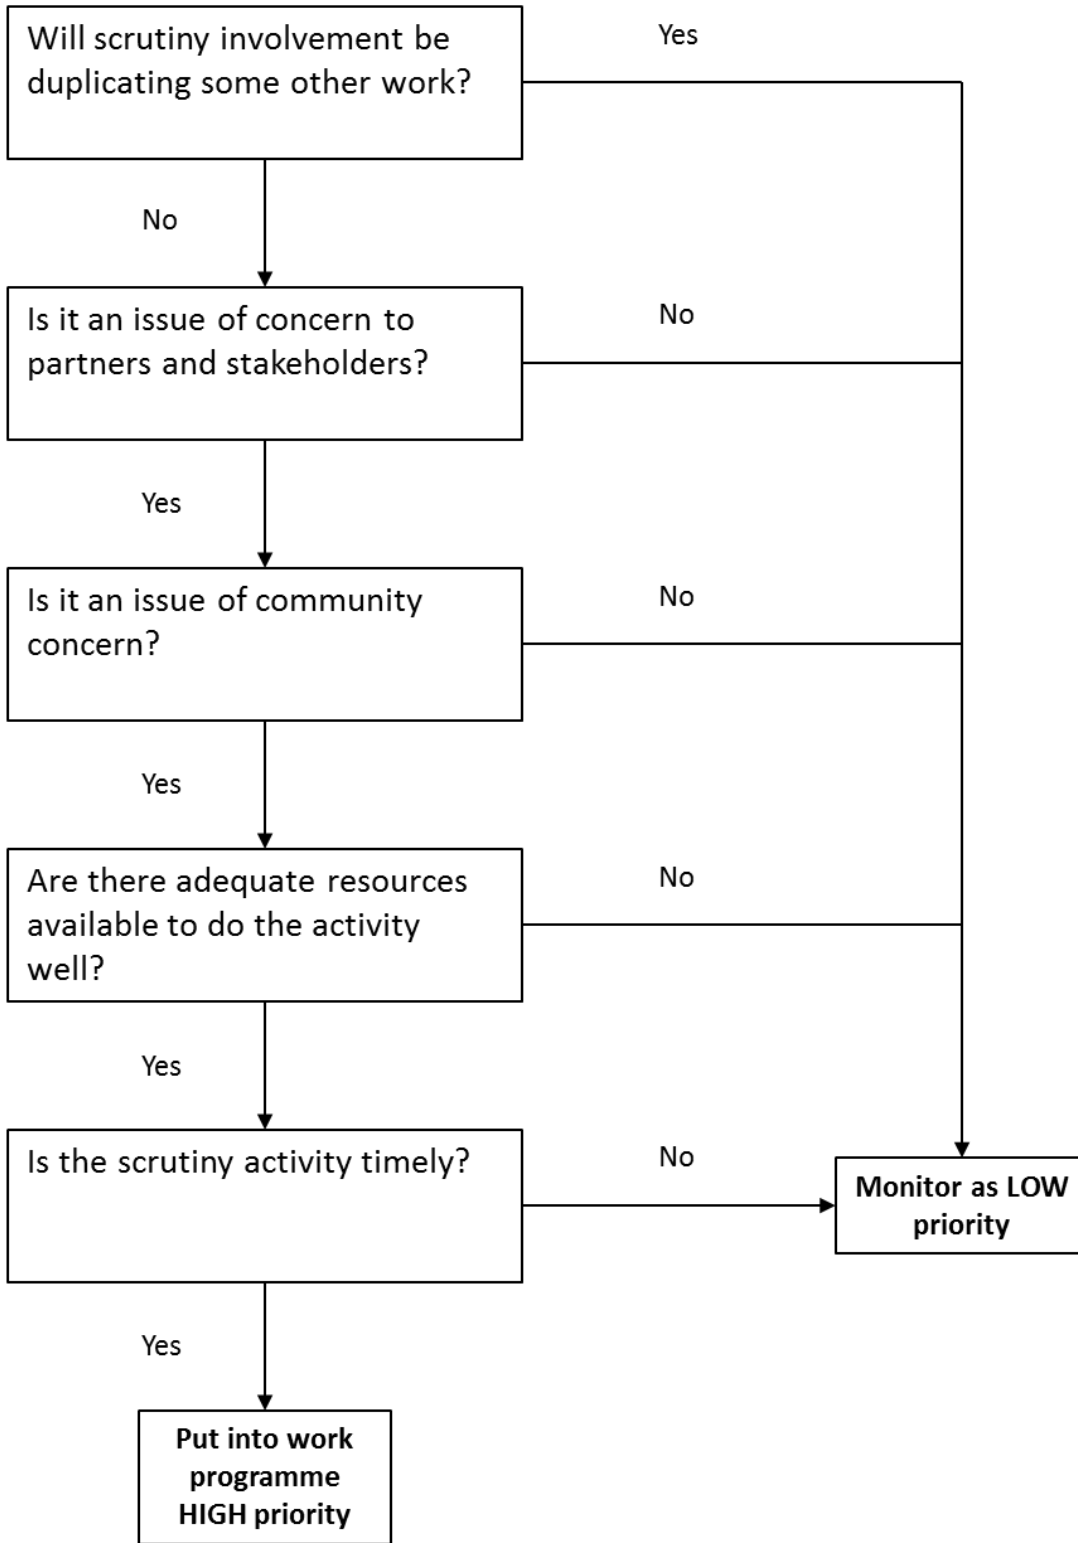 Will scrutiny involvement be
duplicating some other work?
Yes
No
Is it an issue of concern to
partners and stakeholders?
No
Yes
Is it an issue of community
concern?
No
Yes
Are there adequate resources
available to do the activity
well?
No
Yes
Is the scrutiny activity timely?
No
Monitor as LOW
priority
Yes
Put into work
programme
HIGH priority